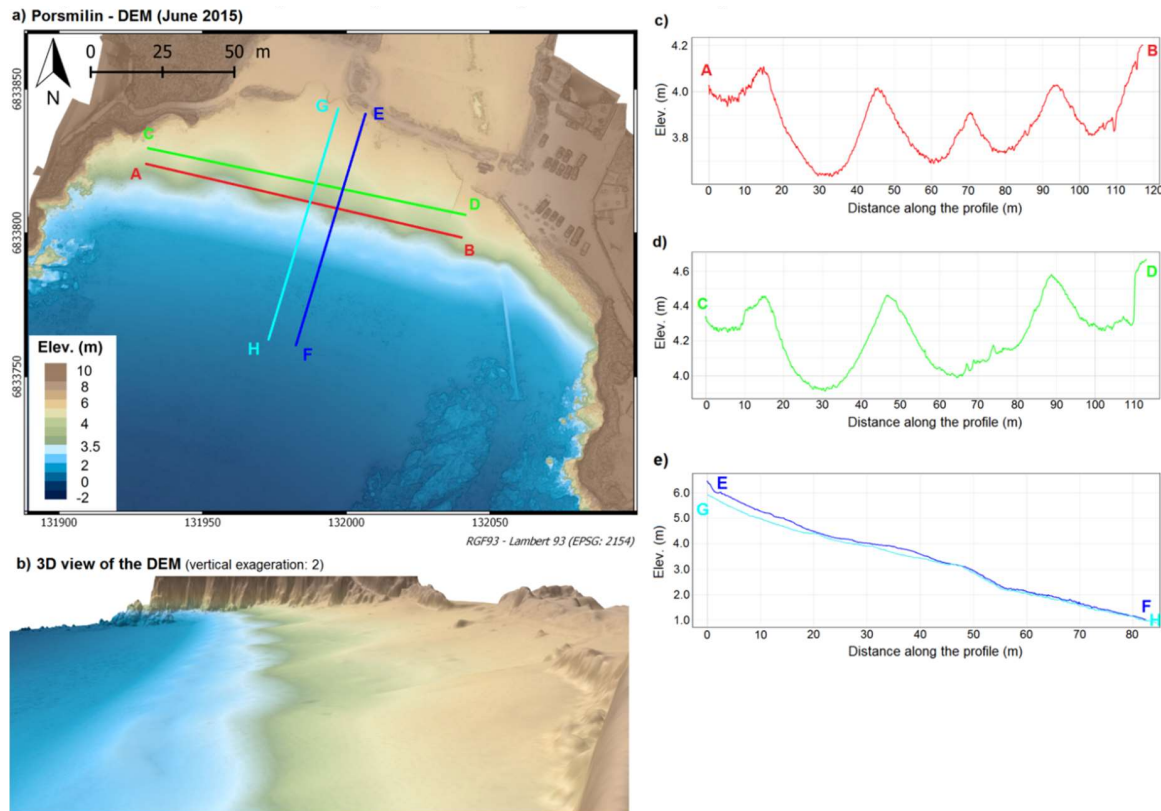 a) Porsmilin - DEM (June 2015)
0 25 50 m
N
6833850
6833800
6833750
G
E
C
A
D
B
H
F
Elev. (m)
10
8
6
4
3.5
2
0
-2
131900 131950 132000 132050
RGF93 - Lambert 93 (EPSG: 2154)
b) 3D view of the DEM (vertical exageration: 2)
c)
A
B
Elev. (m)
4.2
4.0
3.8
0 10 20 30 40 50 60 70 80 90 100 110 120
Distance along the profile (m)
d)
C
D
Elev. (m)
4.6
4.4
4.2
4.0
0 10 20 30 40 50 60 70 80 90 100 110
Distance along the profile (m)
e)
E
G
F
H
Elev. (m)
6.0
5.0
4.0
3.0
2.0
1.0
0 10 20 30 40 50 60 70 80
Distance along the profile (m)